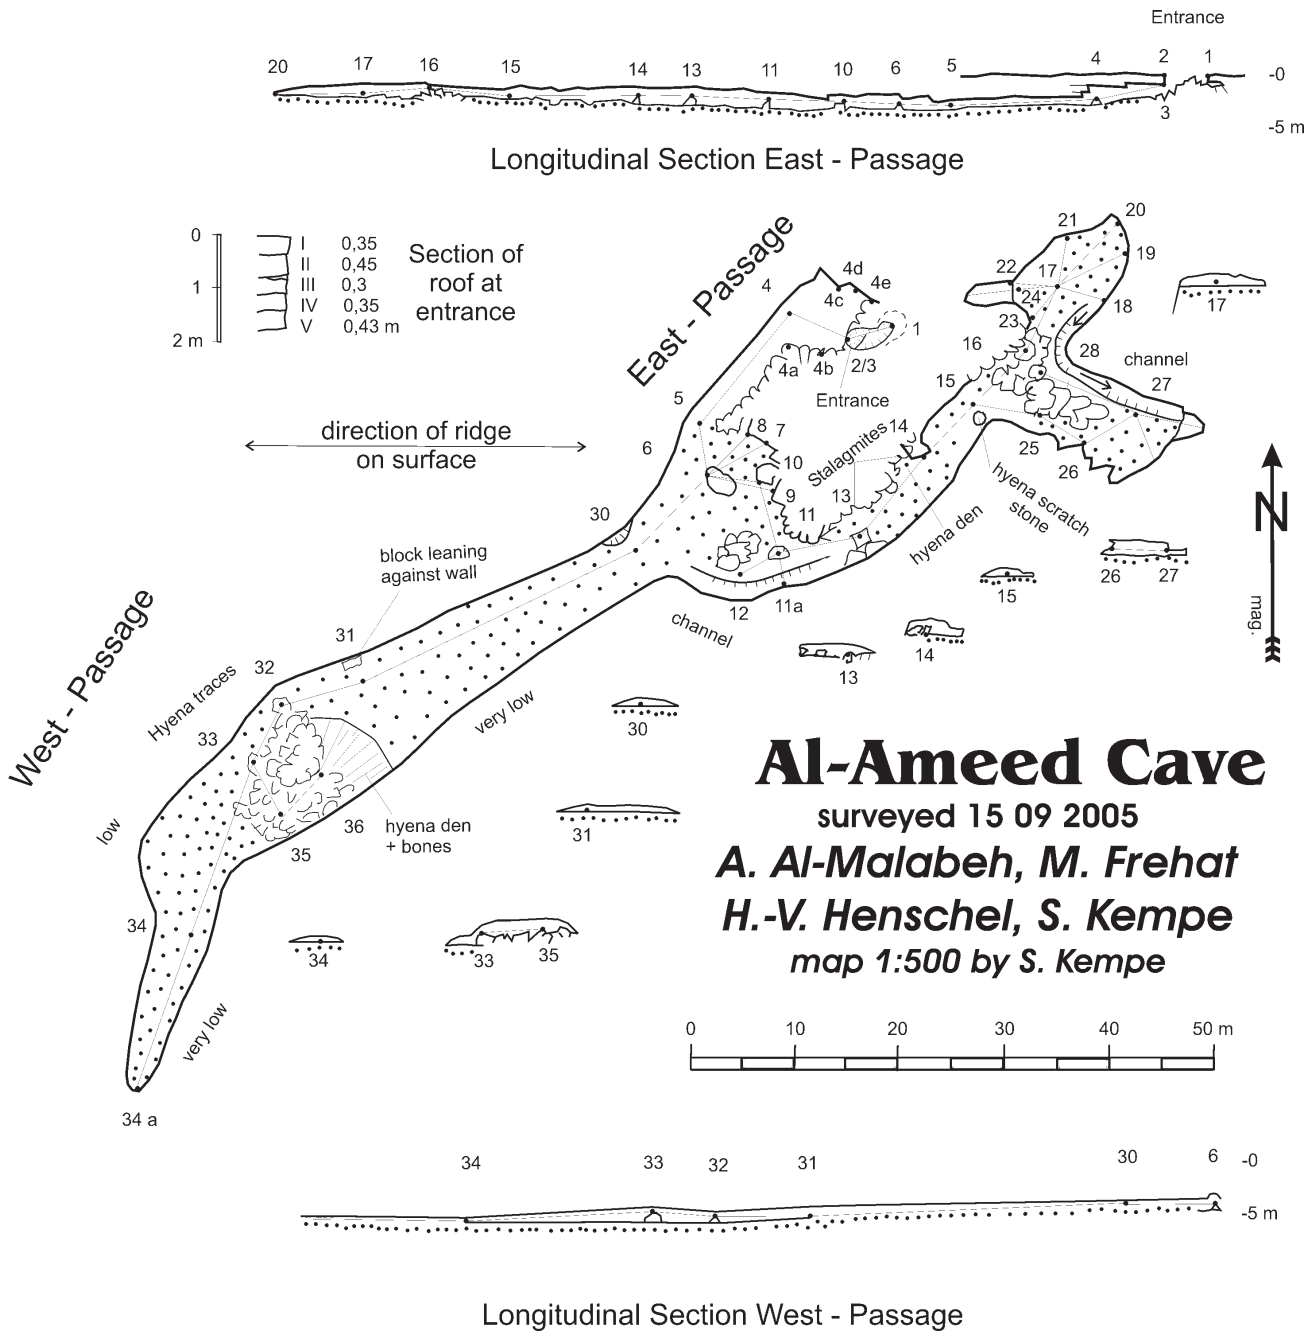 Entrance
20 17 16 15 14 13 11 10 6 5 4 2 1
-0
3
-5 m
Longitudinal Section East - Passage
0
1
2 m
I 0,35
II 0,45
III 0,3
IV 0,35
V 0,43 m
Section of
roof at
entrance
direction of ridge
on surface
East - Passage
4
4d
4c
4e
1
4a
4b
2/3
Entrance
5
6
8
7
10
9
11
Stalagmites
13
14
15
16
20
21
19
22
17
24
18
23
28
channel
27
25
26
17
hyena scratch
stone
hyena den
N
mag.
26 27
15
14
13
30
12
11a
channel
block leaning
against wall
31
32
Hyena traces
33
West - Passage
low
very low
36
hyena den
+ bones
35
34
very low
34 a
30
31
34
33
35
Al-Ameed Cave
surveyed 15 09 2005
A. Al-Malabeh, M. Frehat
H.-V. Henschel, S. Kempe
map 1:500 by S. Kempe
0 10 20 30 40 50 m
34 33 32 31 30 6 -0
-5 m
Longitudinal Section West - Passage